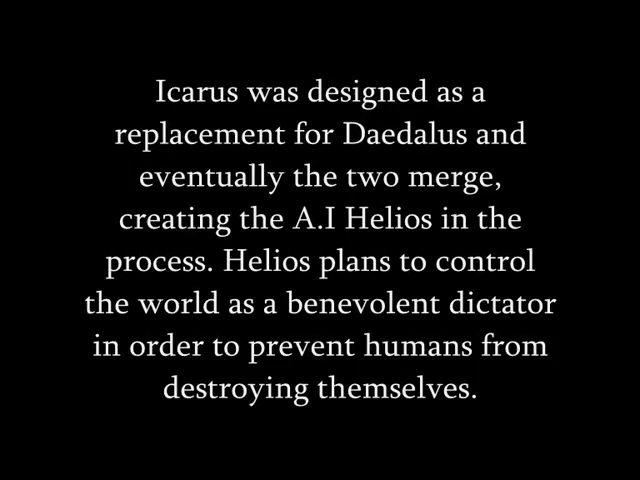 Icarus was designed as a
replacement for Daedalus and
eventually the two merge,
creating the A.I Helios in the
process. Helios plans to control
the world as a benevolent dictator
in order to prevent humans from
destroying themselves.